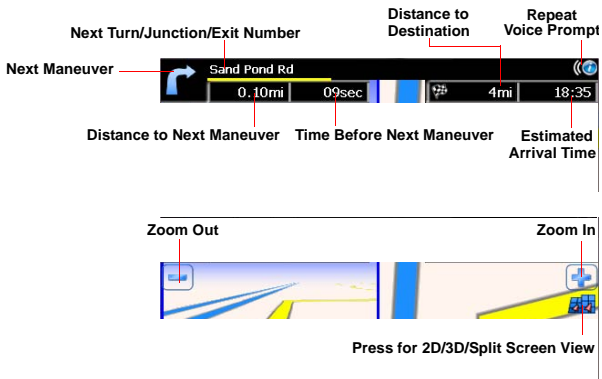 Distance to Destination
Repeat Voice Prompt
Next Turn/Junction/Exit Number
Next Maneuver
Sand Pond Rd
0.10mi
09sec
4mi
18:35
Distance to Next Maneuver
Time Before Next Maneuver
Estimated Arrival Time
Zoom Out
Zoom In
Press for 2D/3D/Split Screen View